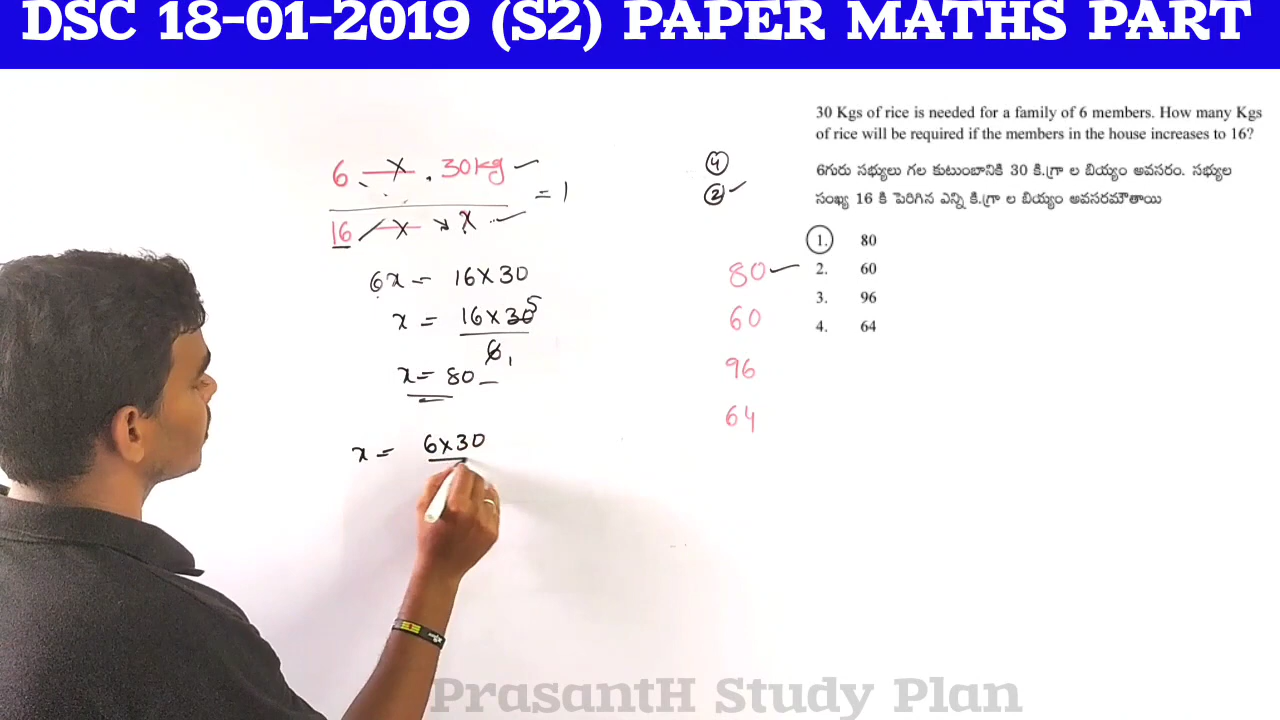 DSC 18-01-2019 (S2) PAPER MATHS PART
30 Kgs of rice is needed for a family of 6 members. How many Kgs
of rice will be required if the members in the house increases to 16?
6గురు సభ్యులు గల కుటుంబానికి 30 కి.గ్రా ల బియ్యం అవసరం. సభ్యుల
సంఖ్య 16 కి పెరిగిన ఎన్ని కి.గ్రా ల బియ్యం అవసరమౌతాయి
1. 80
2. 60
3. 96
4. 64
6 — x . 30kg
= 1
16 — x x x
6x = 16x30
x = 16x30 5
6 1
x = 80
x = 6x30
4
2
80
60
96
64
PrasantH Study Plan